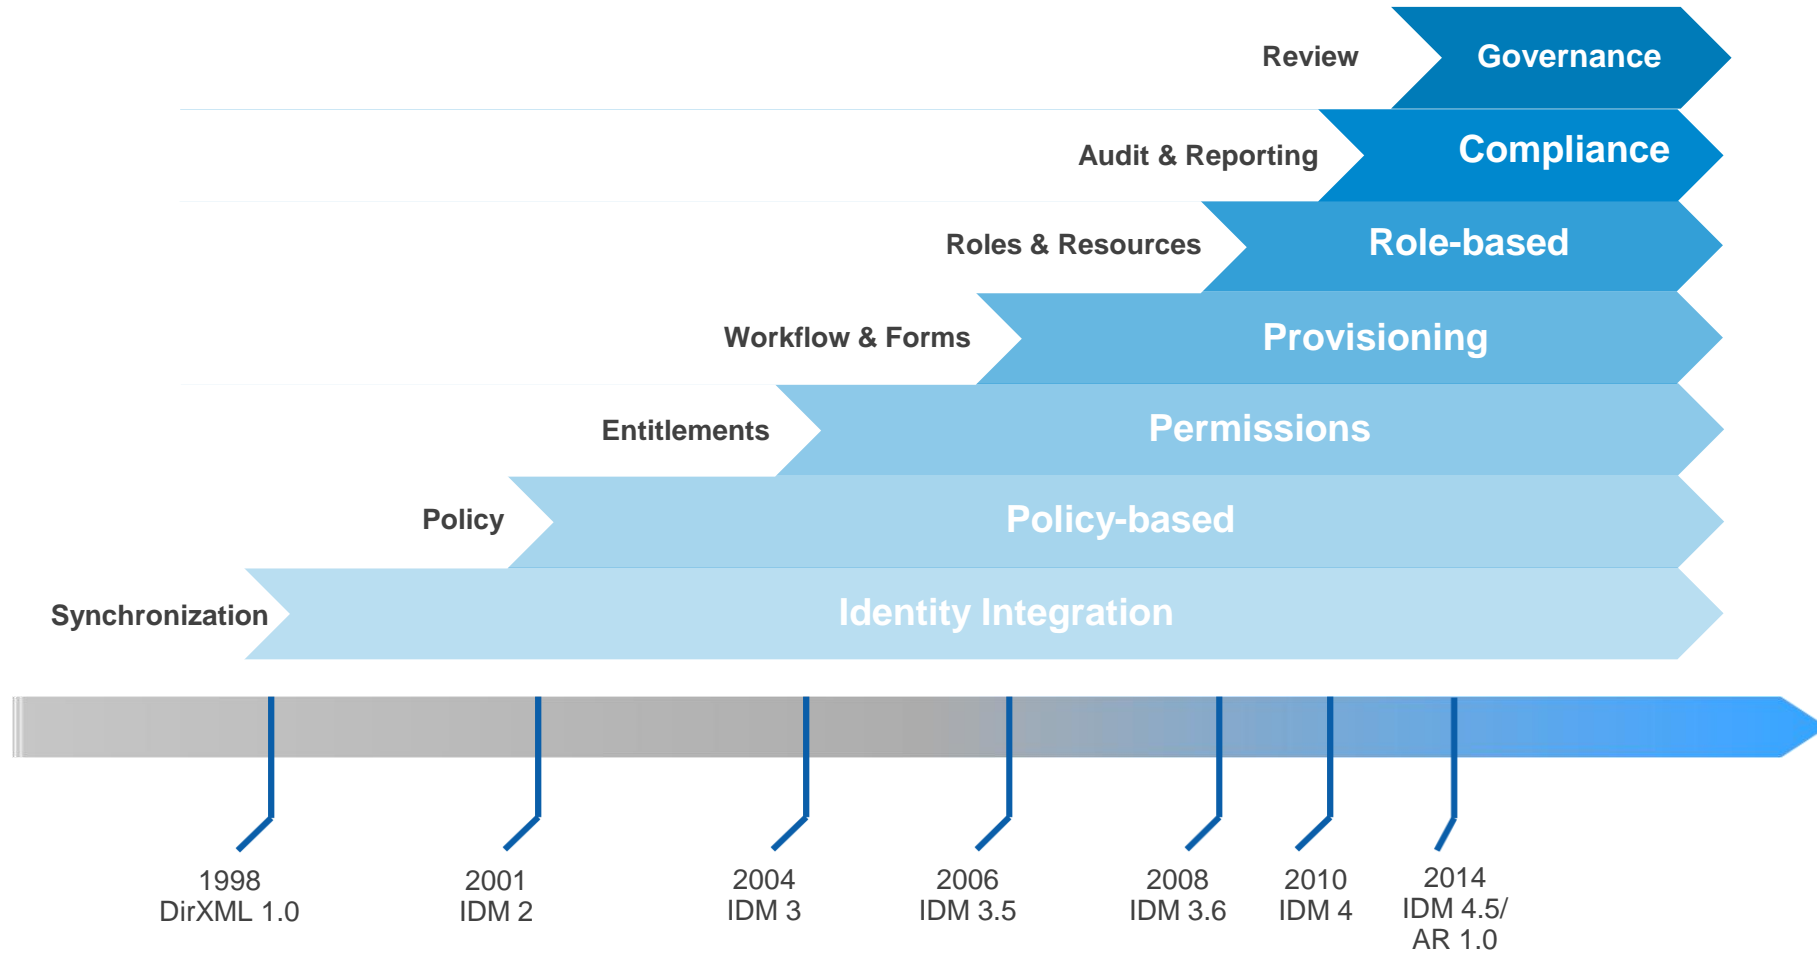 Review
Governance
Audit & Reporting
Compliance
Roles & Resources
Role-based
Workflow & Forms
Provisioning
Entitlements
Permissions
Policy
Policy-based
Synchronization
Identity Integration
1998
DirXML 1.0
2001
IDM 2
2004
IDM 3
2006
IDM 3.5
2008
IDM 3.6
2010
IDM 4
2014
IDM 4.5/
AR 1.0